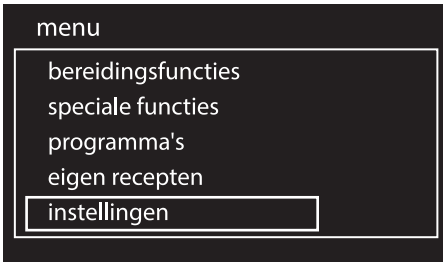 menu
bereidingsfuncties
speciale functies
programma's
eigen recepten
instellingen